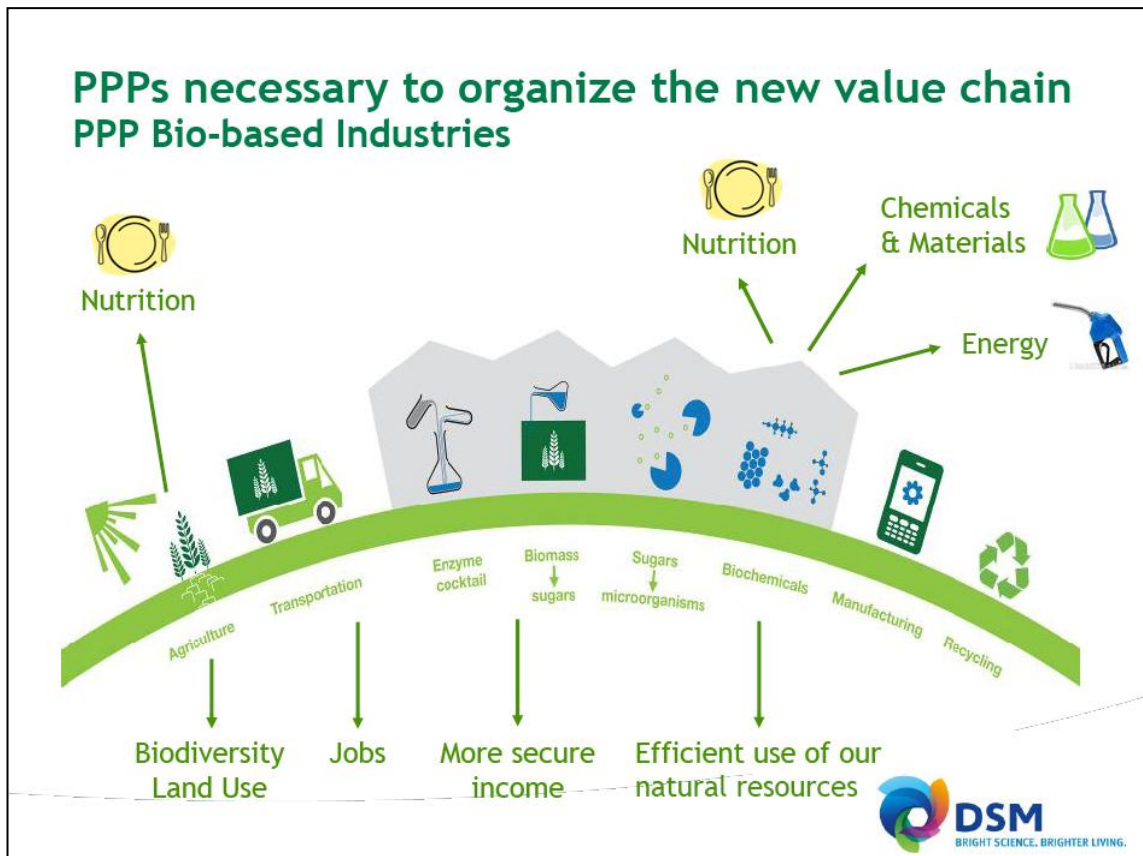 PPPs necessary to organize the new value chain
PPP Bio-based Industries
Nutrition
Nutrition
Chemicals
& Materials
Energy
Agriculture
Transportation
Enzyme
cocktail
Biomass
sugars
Sugars
microorganisms
Biochemicals
Manufacturing
Recycling
Biodiversity
Land Use
Jobs
More secure
income
Efficient use of our
natural resources
DSM
BRIGHT SCIENCE. BRIGHTER LIVING.